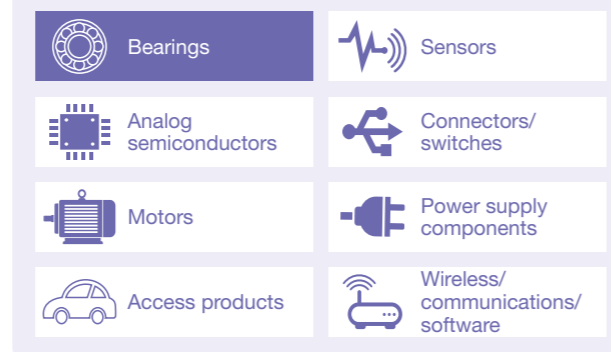 Bearings
Sensors
Analog
semiconductors
Connectors/
switches
Motors
Power supply
components
Access products
Wireless/
communications/
software